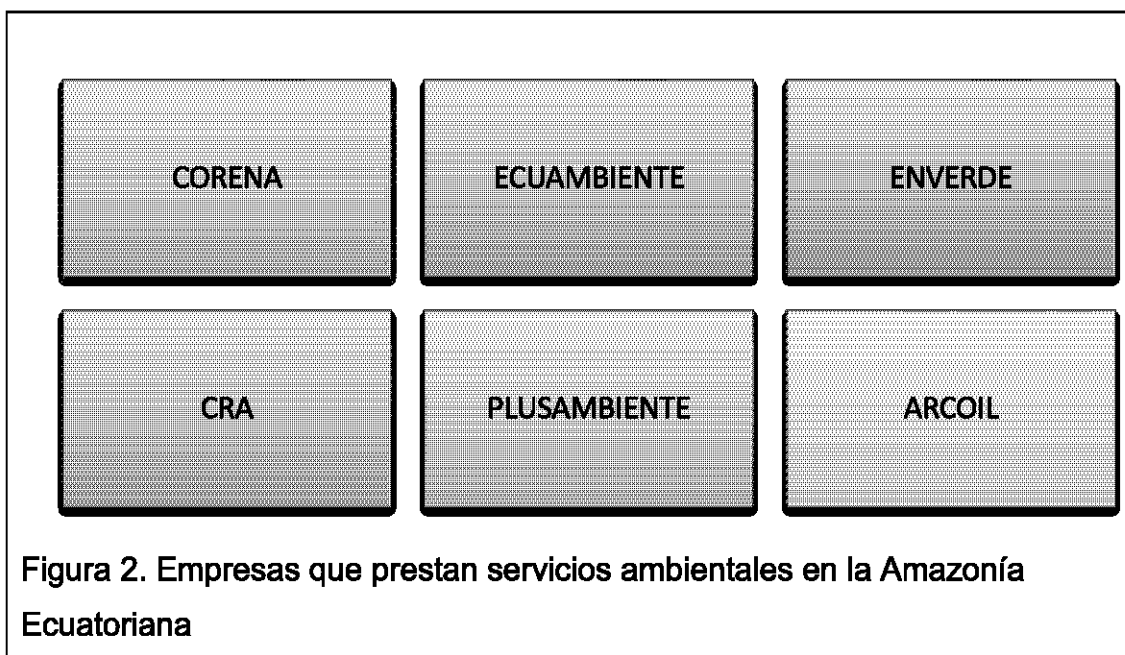 CORENA
ECUAMBIENTE
ENVERDE
CRA
PLUSAMBIENTE
ARCOIL
Figura 2. Empresas que prestan servicios ambientales en la Amazonía
Ecuatoriana